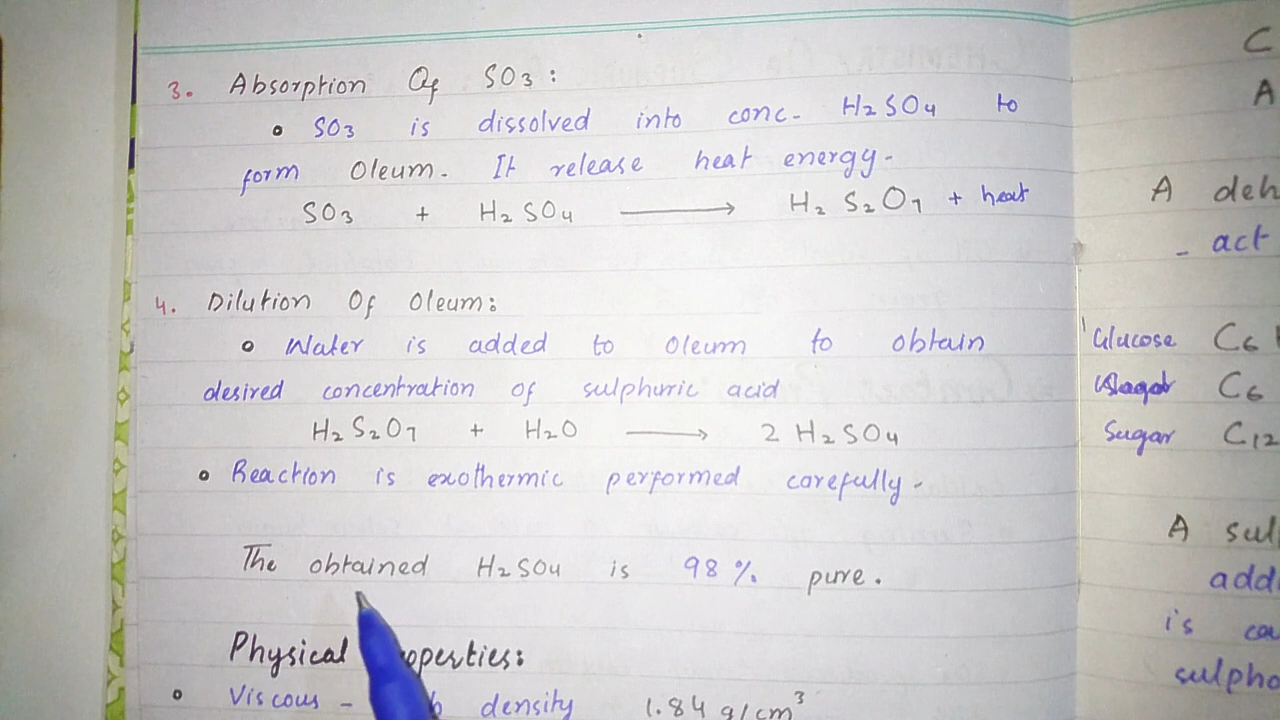 3. Absorption Of SO3:
• SO3 is dissolved into conc. H2SO4 to
form Oleum. It release heat energy.
SO3 + H2SO4 ⟶ H2S2O7 + heat
4. Dilution Of Oleum:
• Water is added to oleum to obtain
desired concentration of sulphuric acid
H2S2O7 + H2O ⟶ 2 H2SO4
• Reaction is exothermic performed carefully.
The obtained H2SO4 is 98% pure.
Physical
• Viscous - density 1.84 g/cm³
C
A
A deh
- act
Glucose C6
C6
Sugar C12
A sul
add
is ca
sulpho